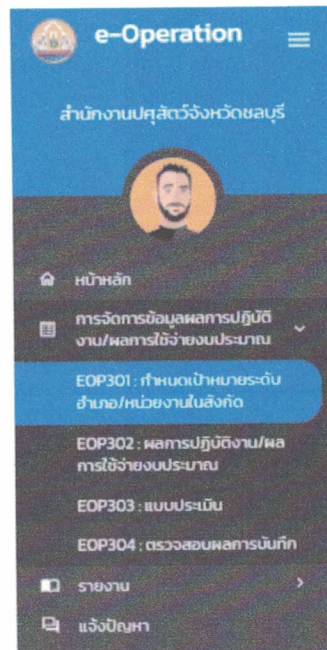 e-Operation
สำนักงานปศุสัตว์จังหวัดชลบุรี
หน้าหลัก
การจัดการข้อมูลผลการปฏิบัติ
งาน/ผลการใช้จ่ายงบประมาณ
EOP301 : กำหนดเป้าหมายระดับ
อำเภอ/หน่วยงานในสังกัด
EOP302 : ผลการปฏิบัติงาน/ผล
การใช้จ่ายงบประมาณ
EOP303 : แบบประเมิน
EOP304 : ตรวจสอบผลการบันทึก
รายงาน
แจ้งปัญหา